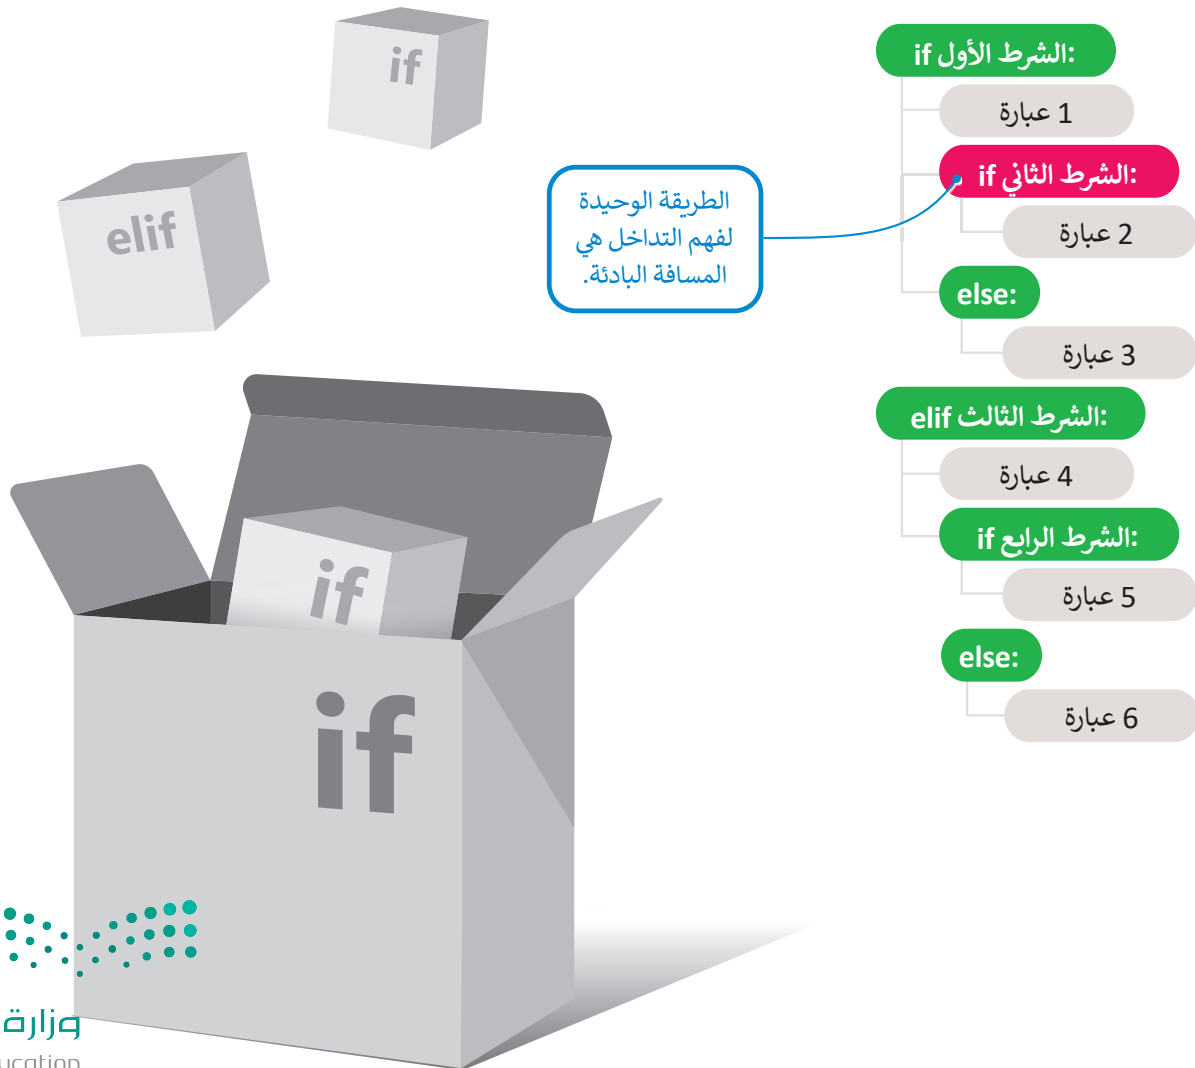 if
elif
if
if
الطريقة الوحيدة
لفهم التداخل هي
المسافة البادئة.
if الشرط الأول:
1 عبارة
if الشرط الثاني:
2 عبارة
else:
3 عبارة
elif الشرط الثالث:
4 عبارة
if الشرط الرابع:
5 عبارة
else:
6 عبارة
وزارة
ucation